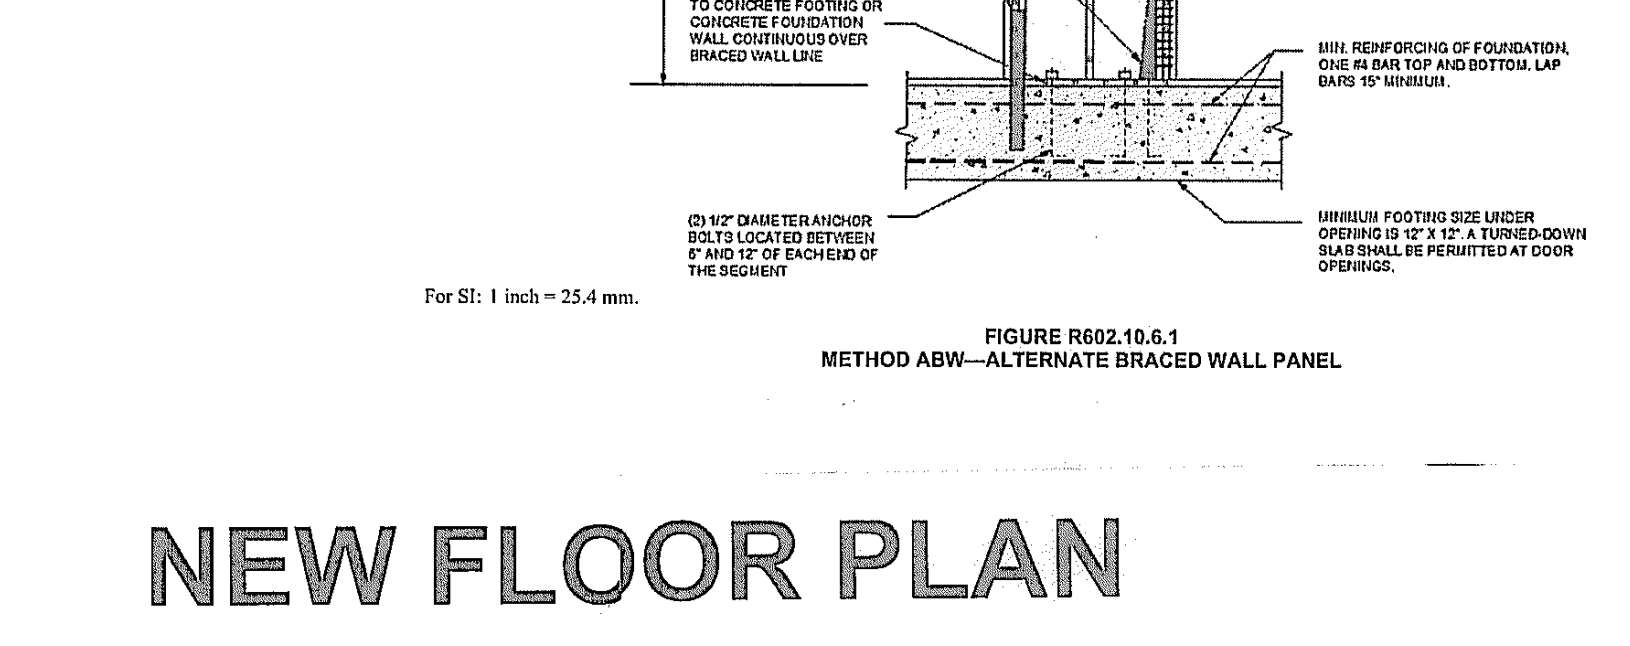 TO CONCRETE FOOTING OR
CONCRETE FOUNDATION
WALL CONTINUOUS OVER
BRACED WALL LINE
MIN. REINFORCING OF FOUNDATION,
ONE #4 BAR TOP AND BOTTOM. LAP
BARS 15" MINIMUM.
(2) 1/2" DIAMETER ANCHOR
BOLTS LOCATED BETWEEN
6" AND 12" OF EACH END OF
THE SEGMENT
MINIMUM FOOTING SIZE UNDER
OPENING IS 12" X 12". A TURNED-DOWN
SLAB SHALL BE PERMITTED AT DOOR
OPENINGS.
For SI: 1 inch = 25.4 mm.
FIGURE R602.10.6.1
METHOD ABW—ALTERNATE BRACED WALL PANEL
NEW FLOOR PLAN